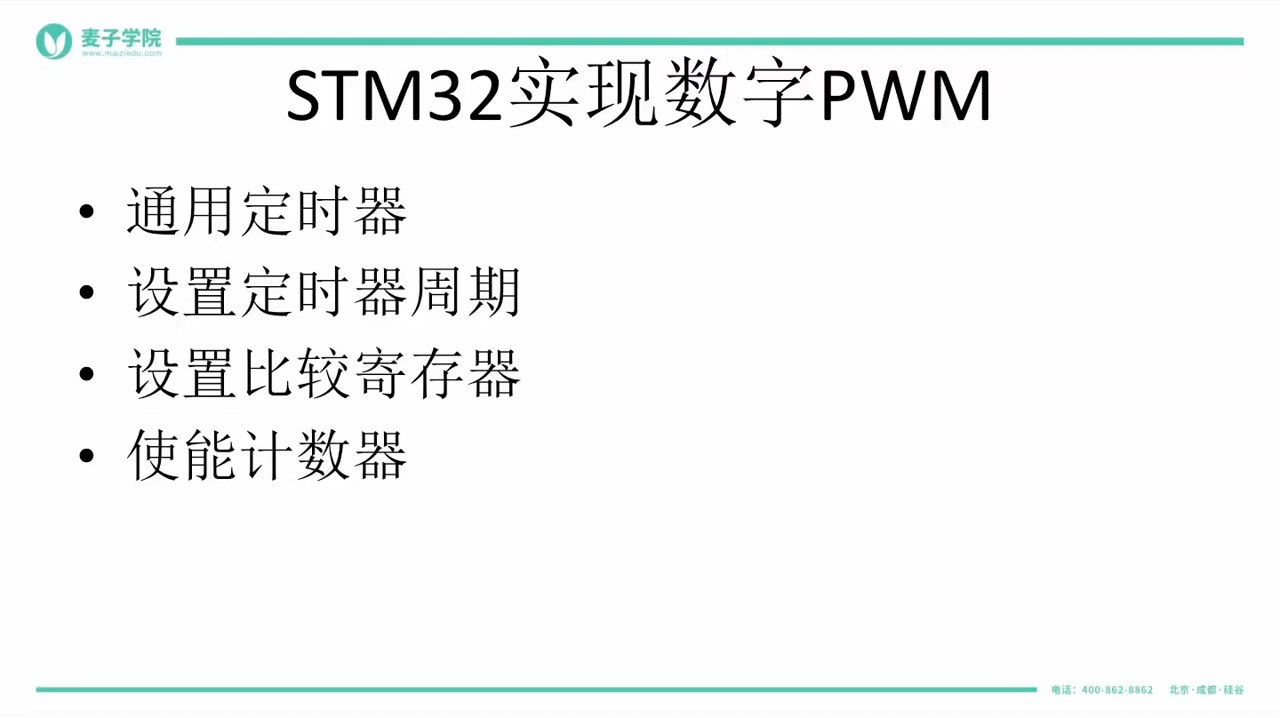 麦子学院
www.maiziedu.com
STM32实现数字PWM
• 通用定时器
• 设置定时器周期
• 设置比较寄存器
• 使能计数器
电话：400-862-8862 北京·成都·硅谷